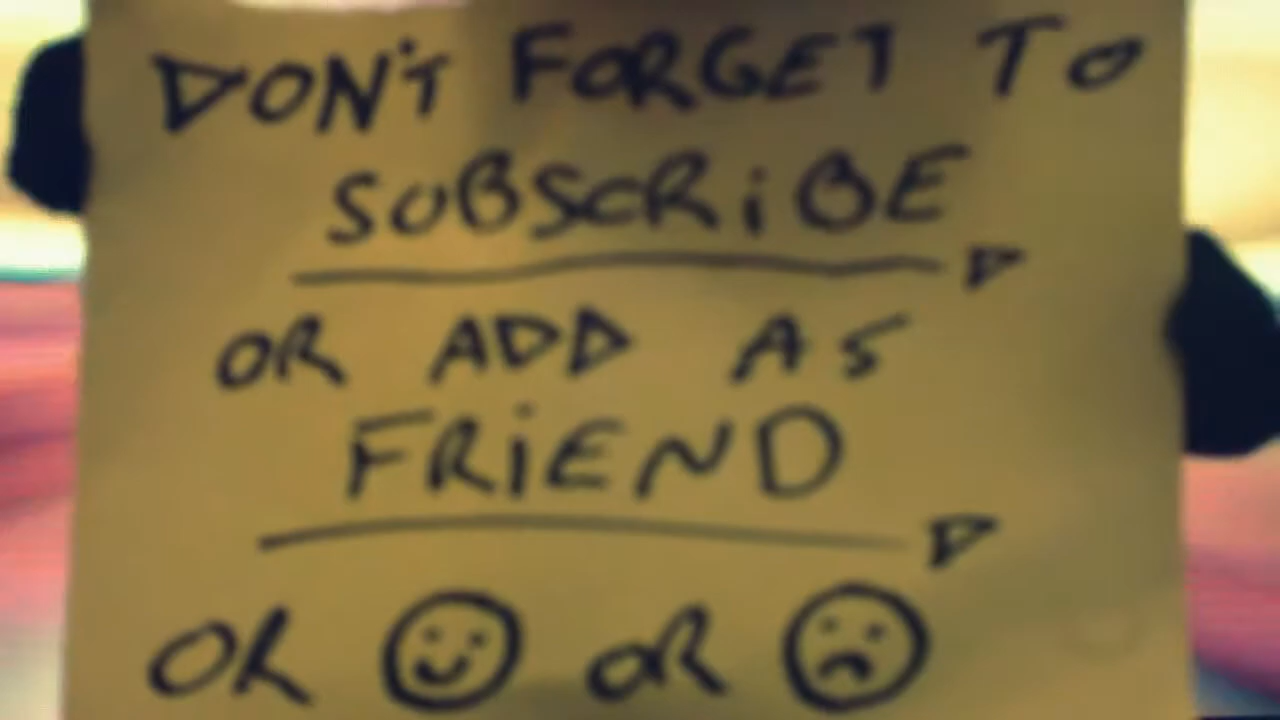 DON'T FORGET TO
SUBSCRiBE
OR ADD AS
FRiEND
OR ☺ OR ☹